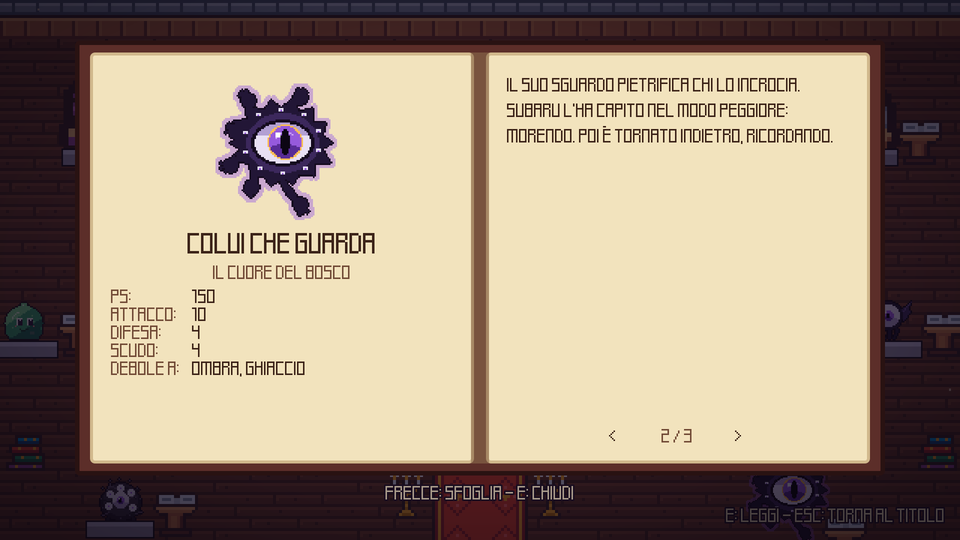 COLUI CHE GUARDA
IL CUORE DEL BOSCO
PS: 150
ATTACCO: 10
DIFESA: 4
SCUDO: 4
DEBOLE A: OMBRA, GHIACCIO
IL SUO SGUARDO PIETRIFICA CHI LO INCROCIA.
SUBARU L'HA CAPITO NEL MODO PEGGIORE:
MORENDO. POI È TORNATO INDIETRO, RICORDANDO.
< 2/3 >
FRECCE: SFOGLIA - E: CHIUDI
E: LEGGI - ESC: TORNA AL TITOLO